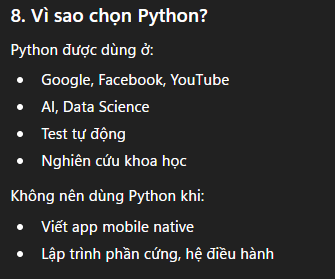 8. Vì sao chọn Python?
Python được dùng ở:
• Google, Facebook, YouTube
• AI, Data Science
• Test tự động
• Nghiên cứu khoa học
Không nên dùng Python khi:
• Viết app mobile native
• Lập trình phần cứng, hệ điều hành